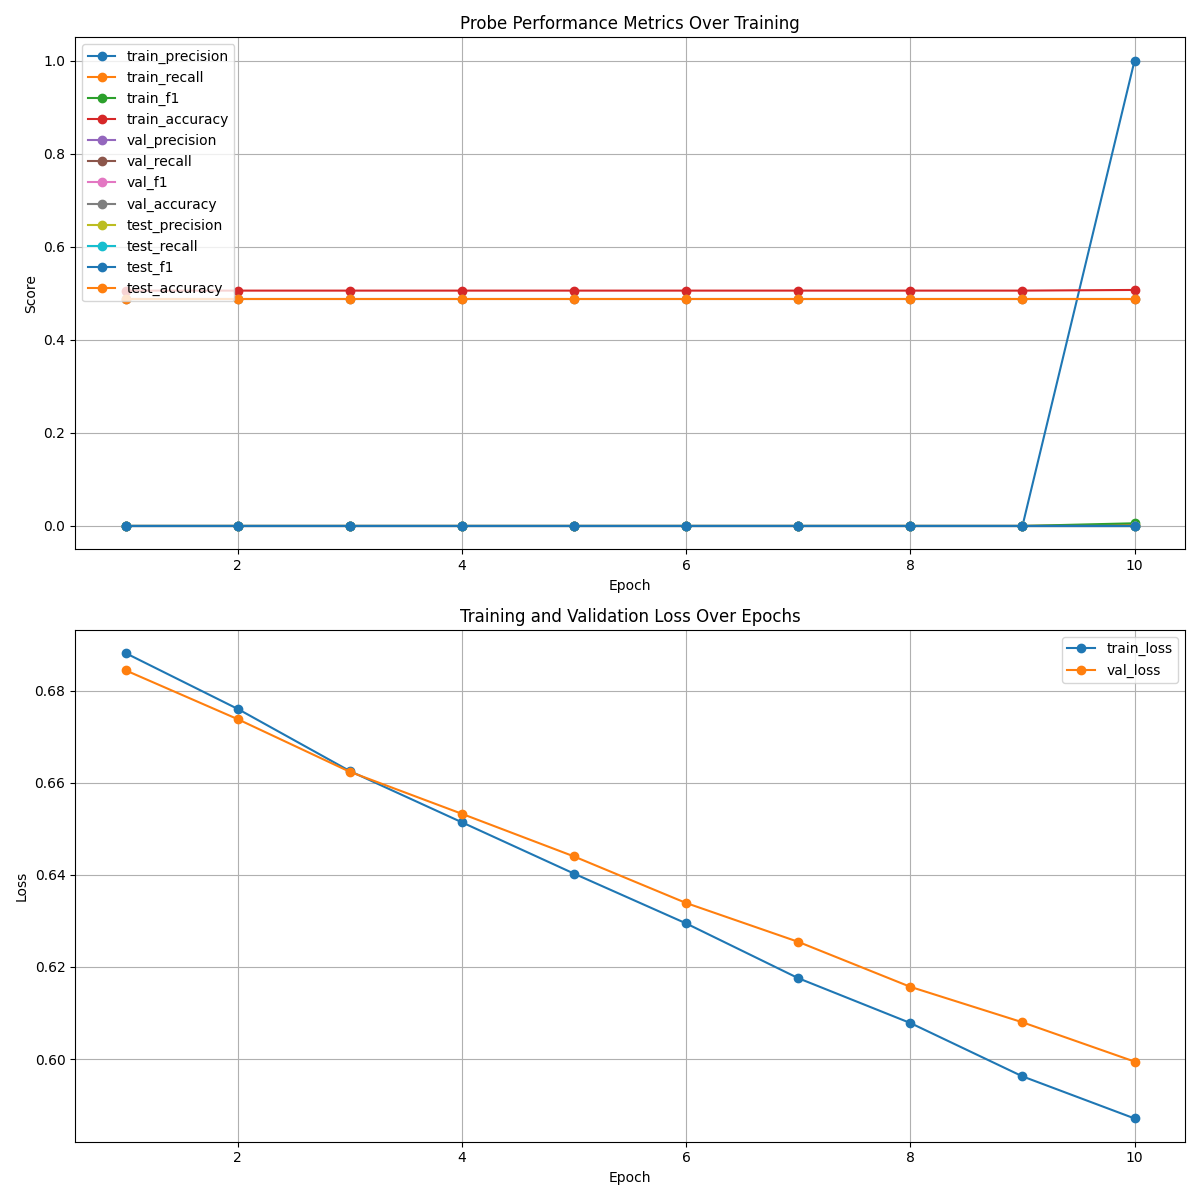 Probe Performance Metrics Over Training
train_precision
train_recall
train_f1
train_accuracy
val_precision
val_recall
val_f1
val_accuracy
test_precision
test_recall
test_f1
test_accuracy
1.0
0.8
0.6
0.4
0.2
0.0
Score
2 4 6 8 10
Epoch
Training and Validation Loss Over Epochs
train_loss
val_loss
0.68
0.66
0.64
0.62
0.60
Loss
2 4 6 8 10
Epoch